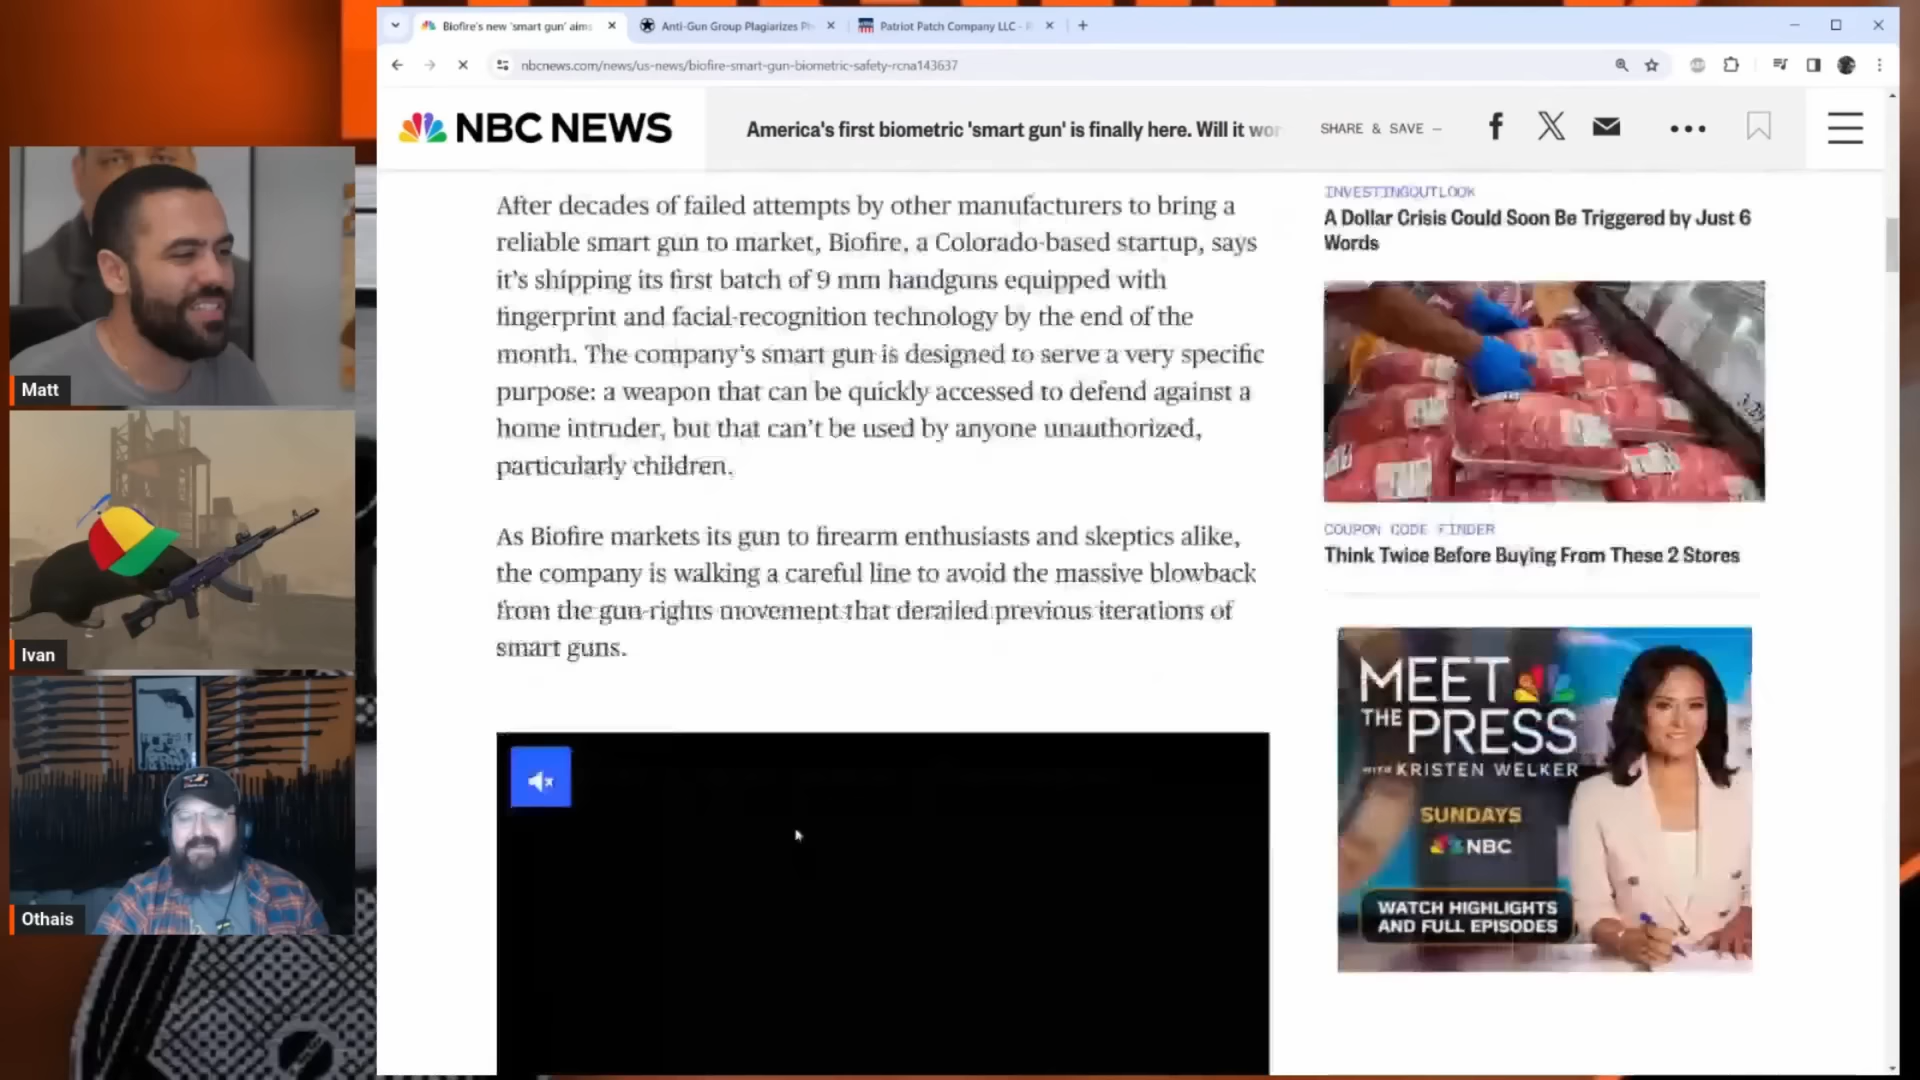 Biofire's new 'smart gun' aims
Anti-Gun Group Plagiarizes Ph
Patriot Patch Company LLC - P
nbcnews.com/news/us-news/biofire-smart-gun-biometric-safety-rcna143637
NBC NEWS
America's first biometric 'smart gun' is finally here. Will it wor
SHARE & SAVE —
After decades of failed attempts by other manufacturers to bring a
reliable smart gun to market, Biofire, a Colorado-based startup, says
it's shipping its first batch of 9 mm handguns equipped with
fingerprint and facial-recognition technology by the end of the
month. The company's smart gun is designed to serve a very specific
purpose: a weapon that can be quickly accessed to defend against a
home intruder, but that can't be used by anyone unauthorized,
particularly children.
As Biofire markets its gun to firearm enthusiasts and skeptics alike,
the company is walking a careful line to avoid the massive blowback
from the gun-rights movement that derailed previous iterations of
smart guns.
INVESTINGOUTLOOK
A Dollar Crisis Could Soon Be Triggered by Just 6
Words
COUPON CODE FINDER
Think Twice Before Buying From These 2 Stores
MEET
THE PRESS
WITH KRISTEN WELKER
SUNDAYS
NBC
WATCH HIGHLIGHTS
AND FULL EPISODES
Matt
Ivan
Othais